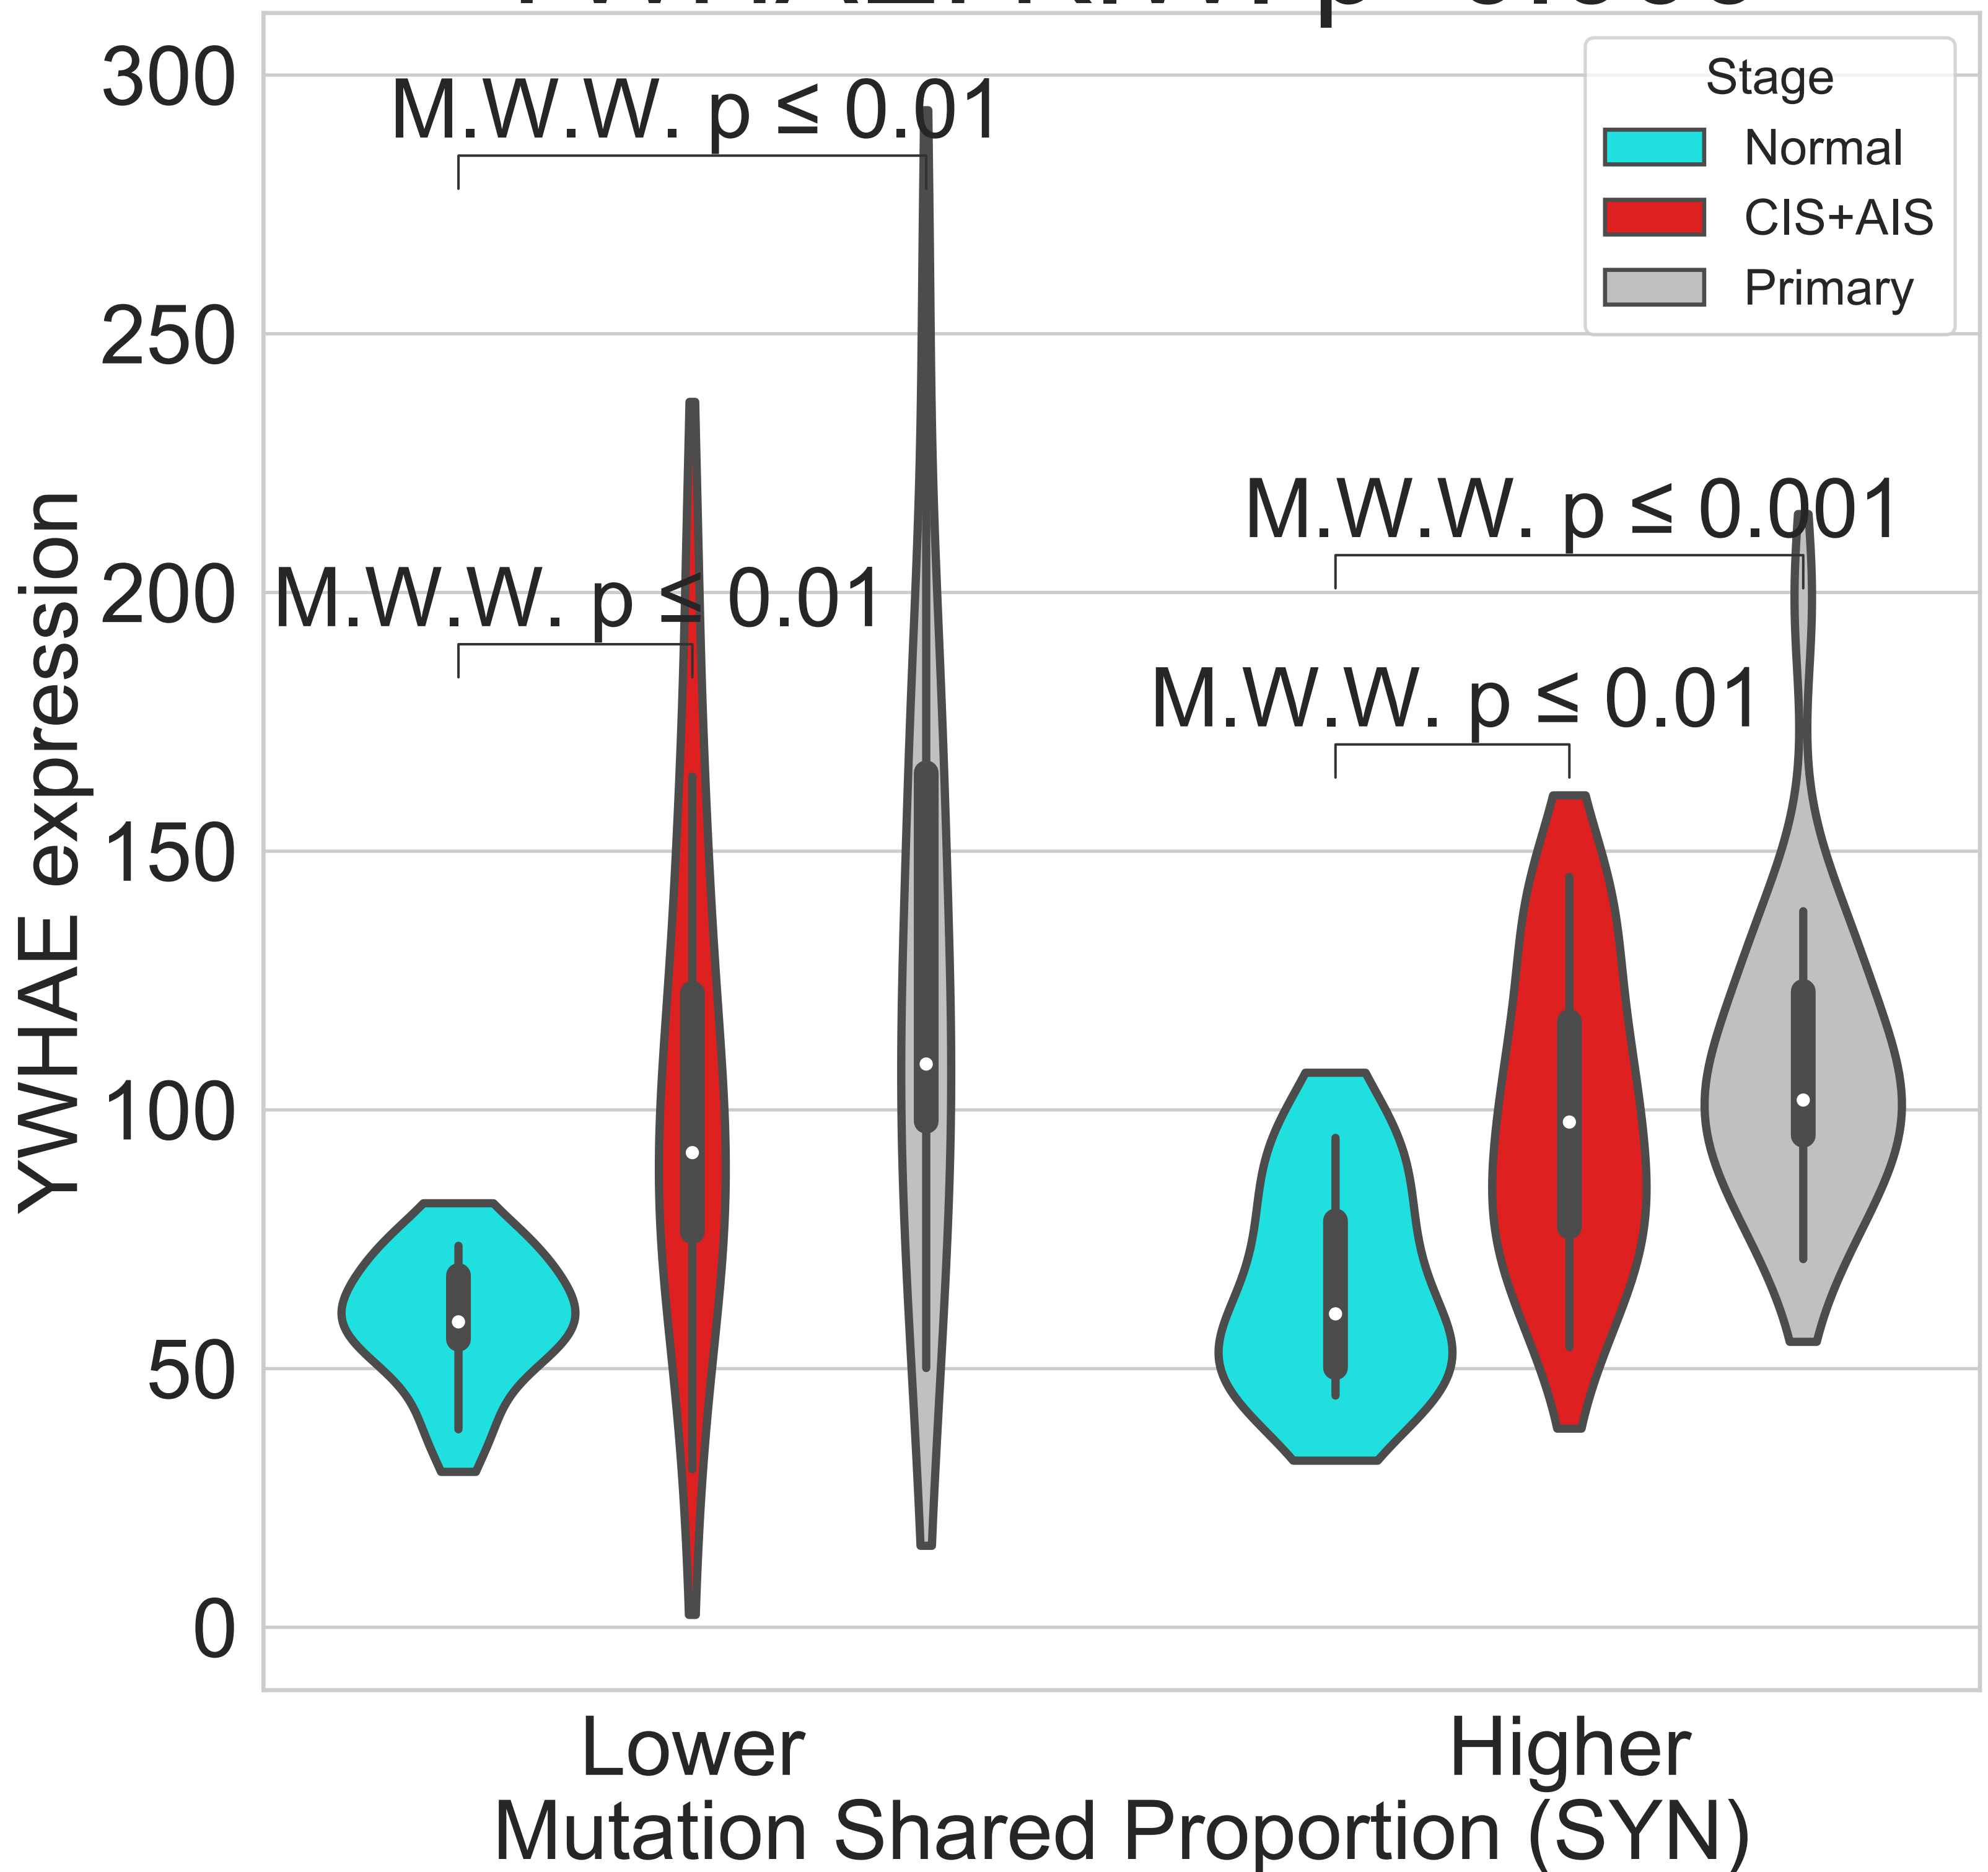 300
250
200
150
100
50
0
YWHAE expression
M.W.W. p ≤ 0.01
M.W.W. p ≤ 0.01
M.W.W. p ≤ 0.001
M.W.W. p ≤ 0.01
Stage
Normal
CIS+AIS
Primary
Lower
Higher
Mutation Shared Proportion (SYN)